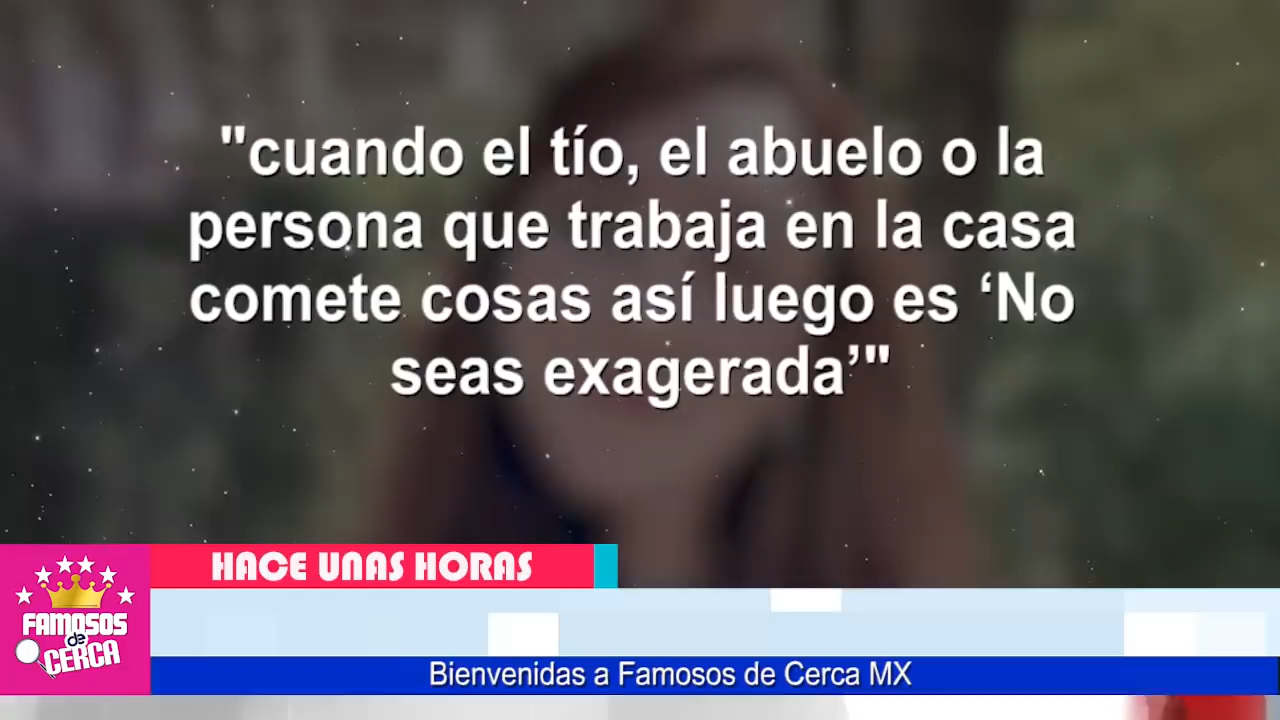 "cuando el tío, el abuelo o la
persona que trabaja en la casa
comete cosas así luego es ‘No
seas exagerada’"
HACE UNAS HORAS
FAMOSOS
de
CERCA
Bienvenidas a Famosos de Cerca MX